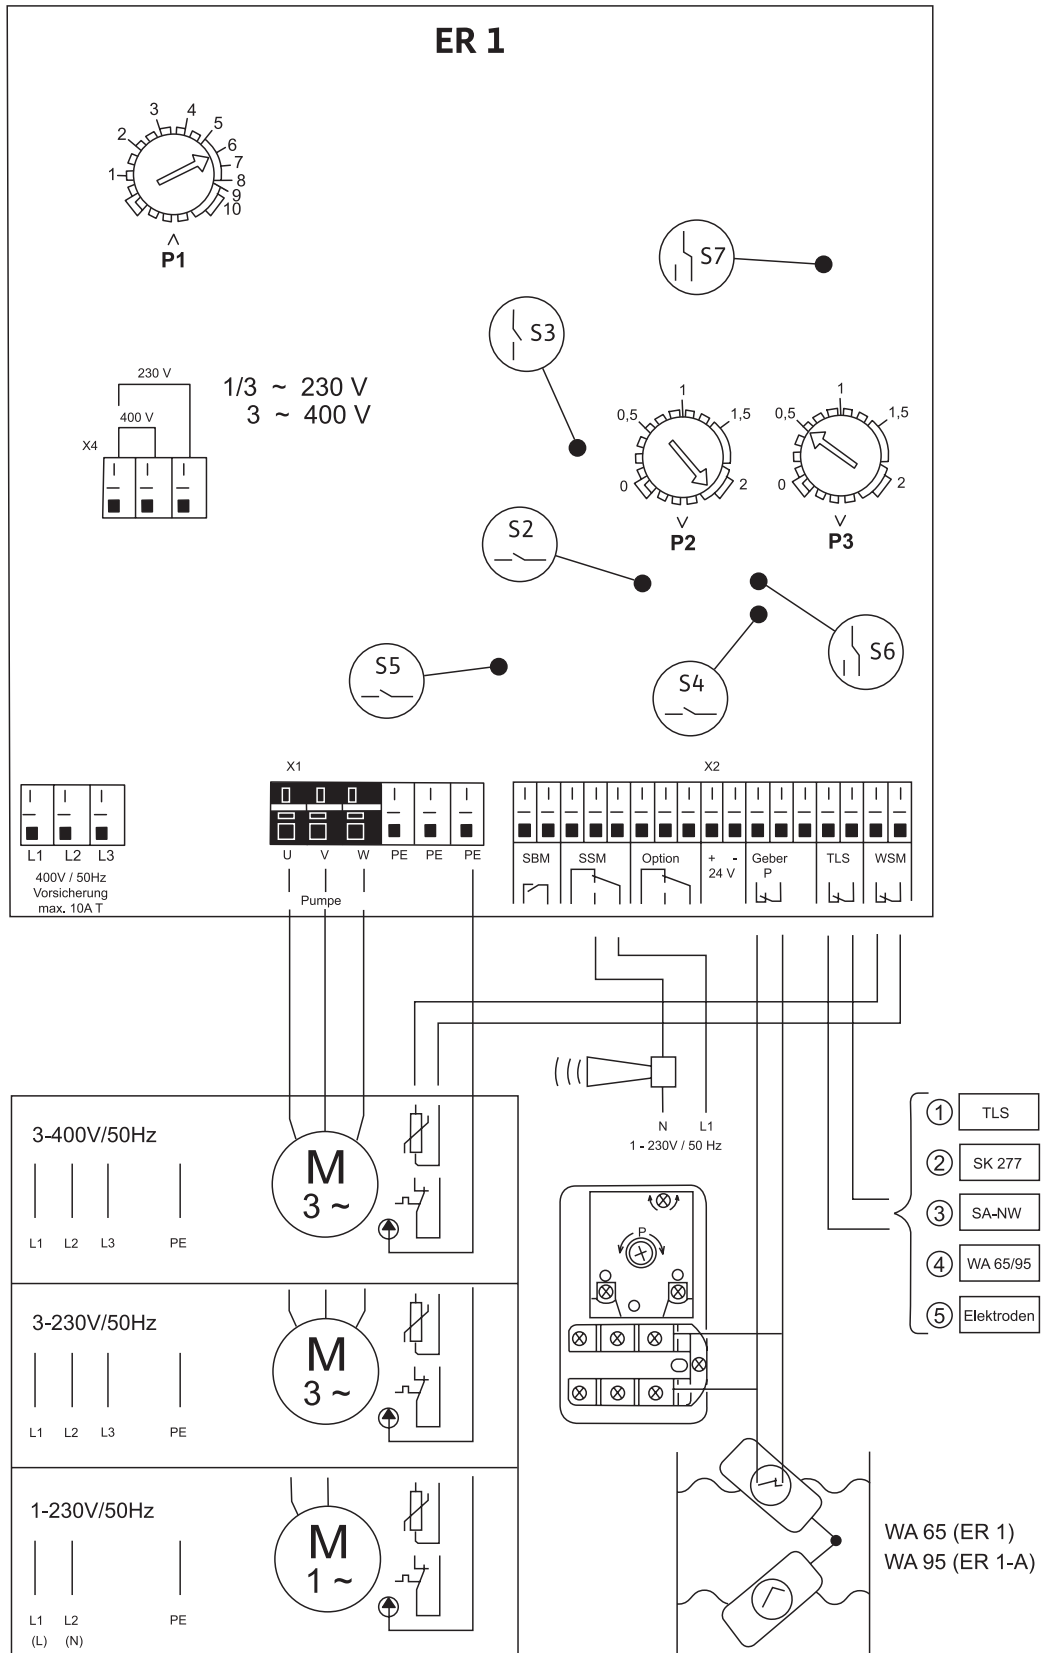 ER 1
1
2
3
4
5
6
7
8
9
10
P1
S7
S3
230 V
400 V
X4
1/3 ~ 230 V
3 ~ 400 V
0
0,5
1
1,5
2
P2
0
0,5
1
1,5
2
P3
S2
S6
S5
S4
X1
X2
L1 L2 L3
400V / 50Hz
Vorsicherung
max. 10A T
U V W PE PE PE
Pumpe
SBM SSM Option + - Geber TLS WSM
24 V P
N L1
1 - 230V / 50 Hz
3-400V/50Hz
M
3 ~
L1 L2 L3 PE
3-230V/50Hz
M
3 ~
L1 L2 L3 PE
1-230V/50Hz
M
1 ~
L1 L2 PE
(L) (N)
P
1 TLS
2 SK 277
3 SA-NW
4 WA 65/95
5 Elektroden
WA 65 (ER 1)
WA 95 (ER 1-A)